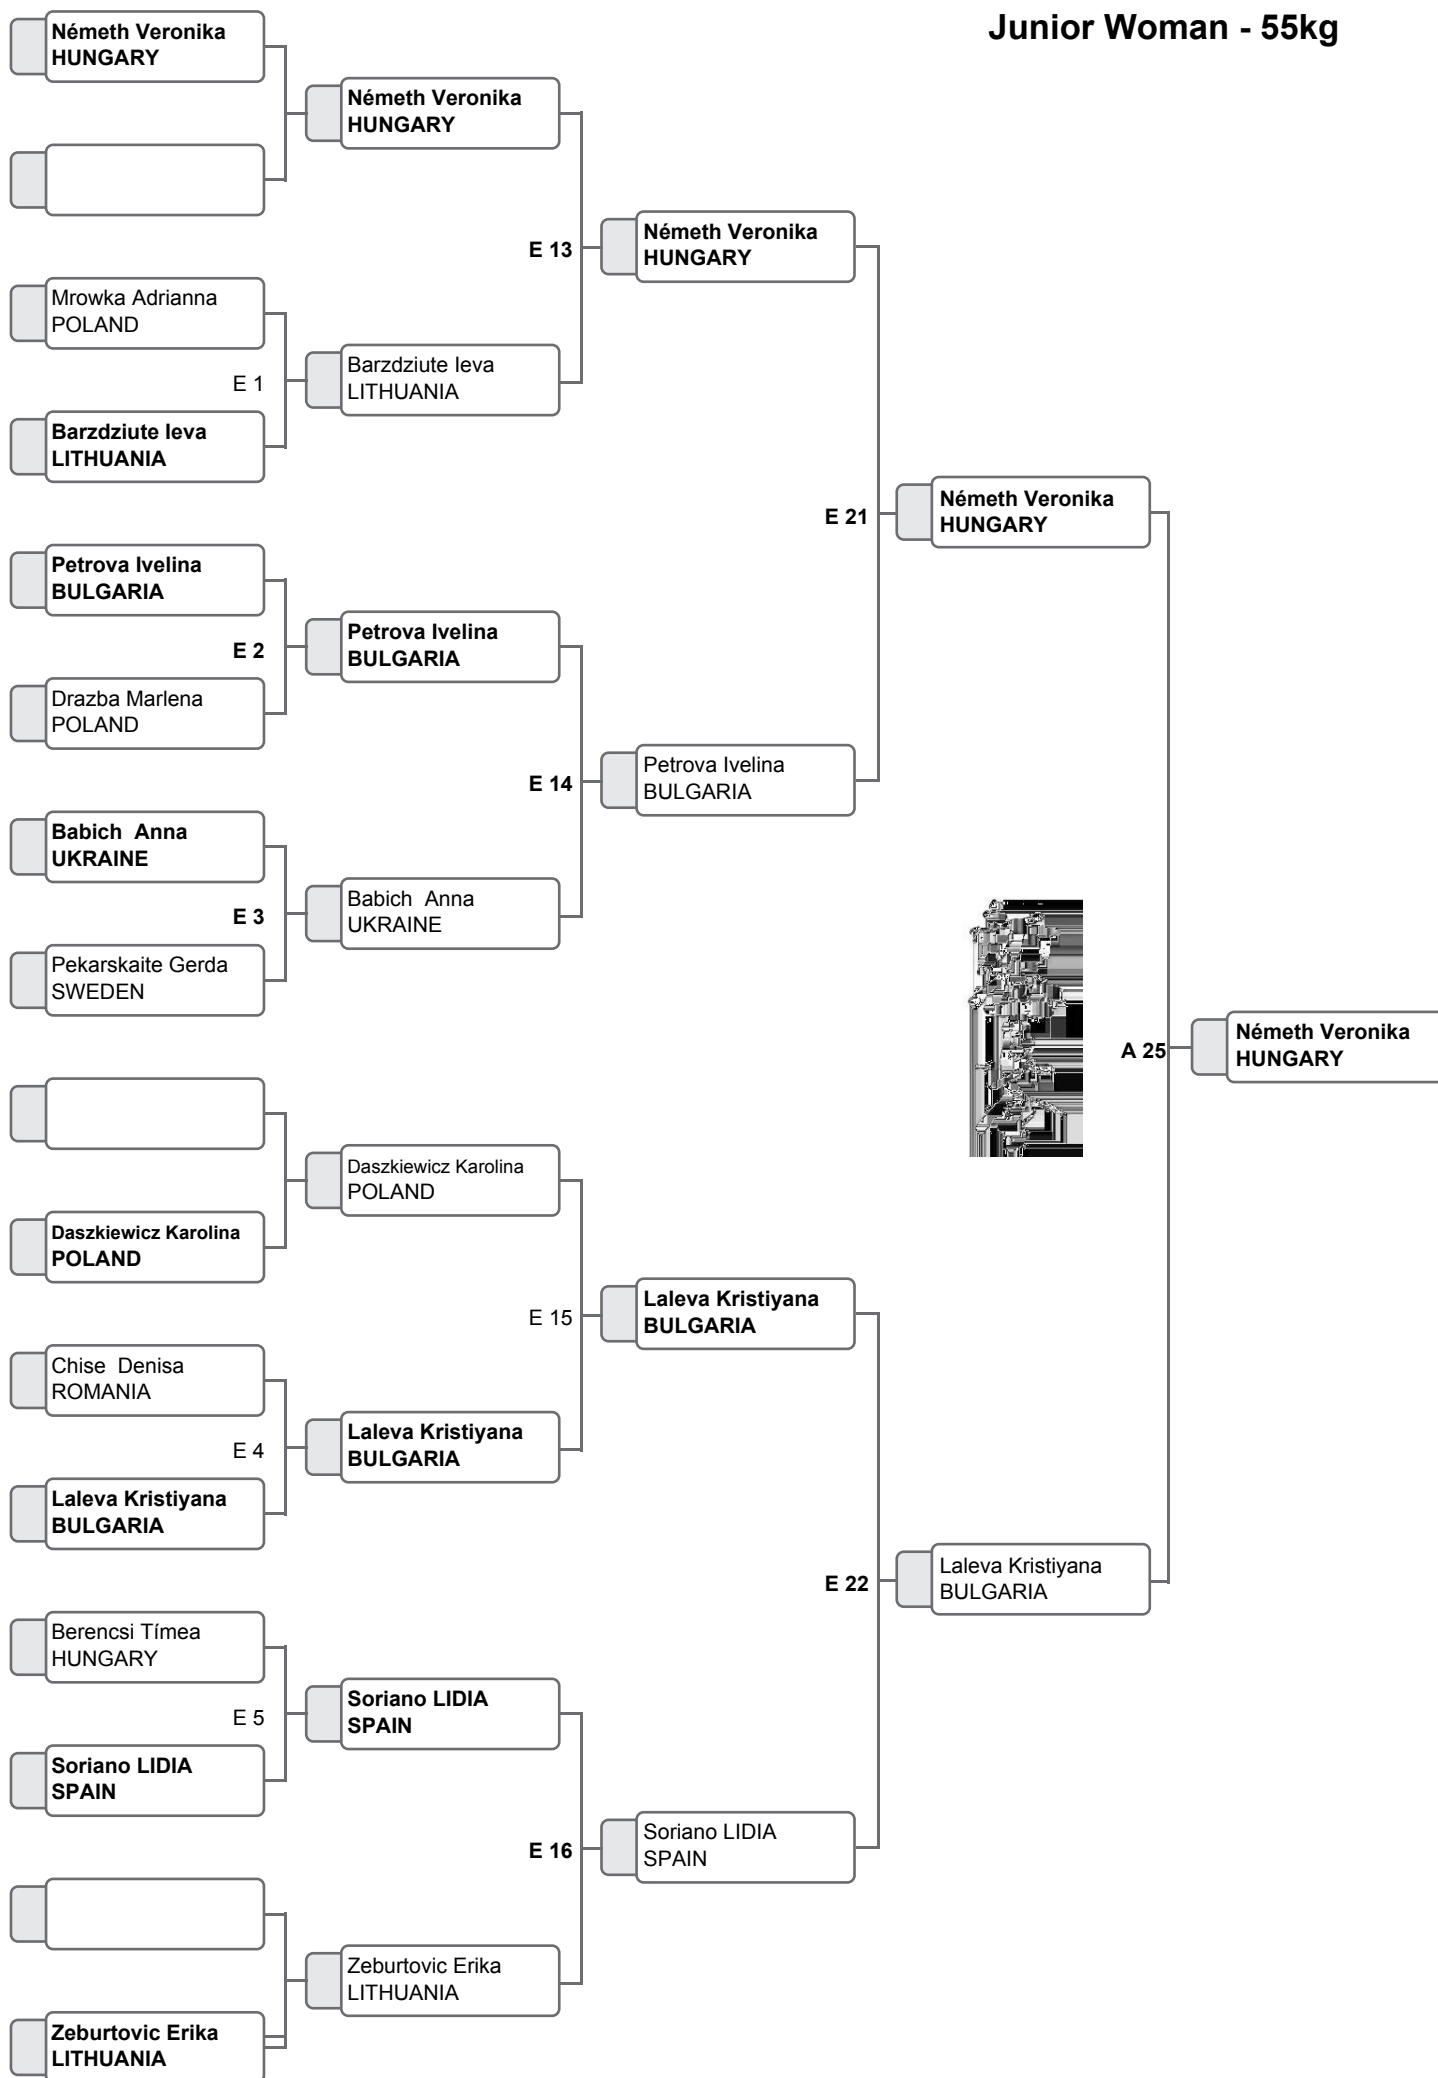 Junior Woman - 55kg
Németh Veronika
HUNGARY
Mrowka Adrianna
POLAND
E 1
Barzdziute Ieva
LITHUANIA
Petrova Ivelina
BULGARIA
E 2
Drazba Marlena
POLAND
Babich  Anna
UKRAINE
E 3
Pekarskaite Gerda
SWEDEN
Daszkiewicz Karolina
POLAND
Chise  Denisa
ROMANIA
E 4
Laleva Kristiyana
BULGARIA
Berencsi Tímea
HUNGARY
E 5
Soriano LIDIA
SPAIN
Zeburtovic Erika
LITHUANIA
Németh Veronika
HUNGARY
E 13
Barzdziute Ieva
LITHUANIA
Petrova Ivelina
BULGARIA
E 14
Babich  Anna
UKRAINE
Daszkiewicz Karolina
POLAND
E 15
Laleva Kristiyana
BULGARIA
Soriano LIDIA
SPAIN
E 16
Zeburtovic Erika
LITHUANIA
Németh Veronika
HUNGARY
E 21
Petrova Ivelina
BULGARIA
Laleva Kristiyana
BULGARIA
E 22
Soriano LIDIA
SPAIN
Németh Veronika
HUNGARY
A 25
Laleva Kristiyana
BULGARIA
Németh Veronika
HUNGARY